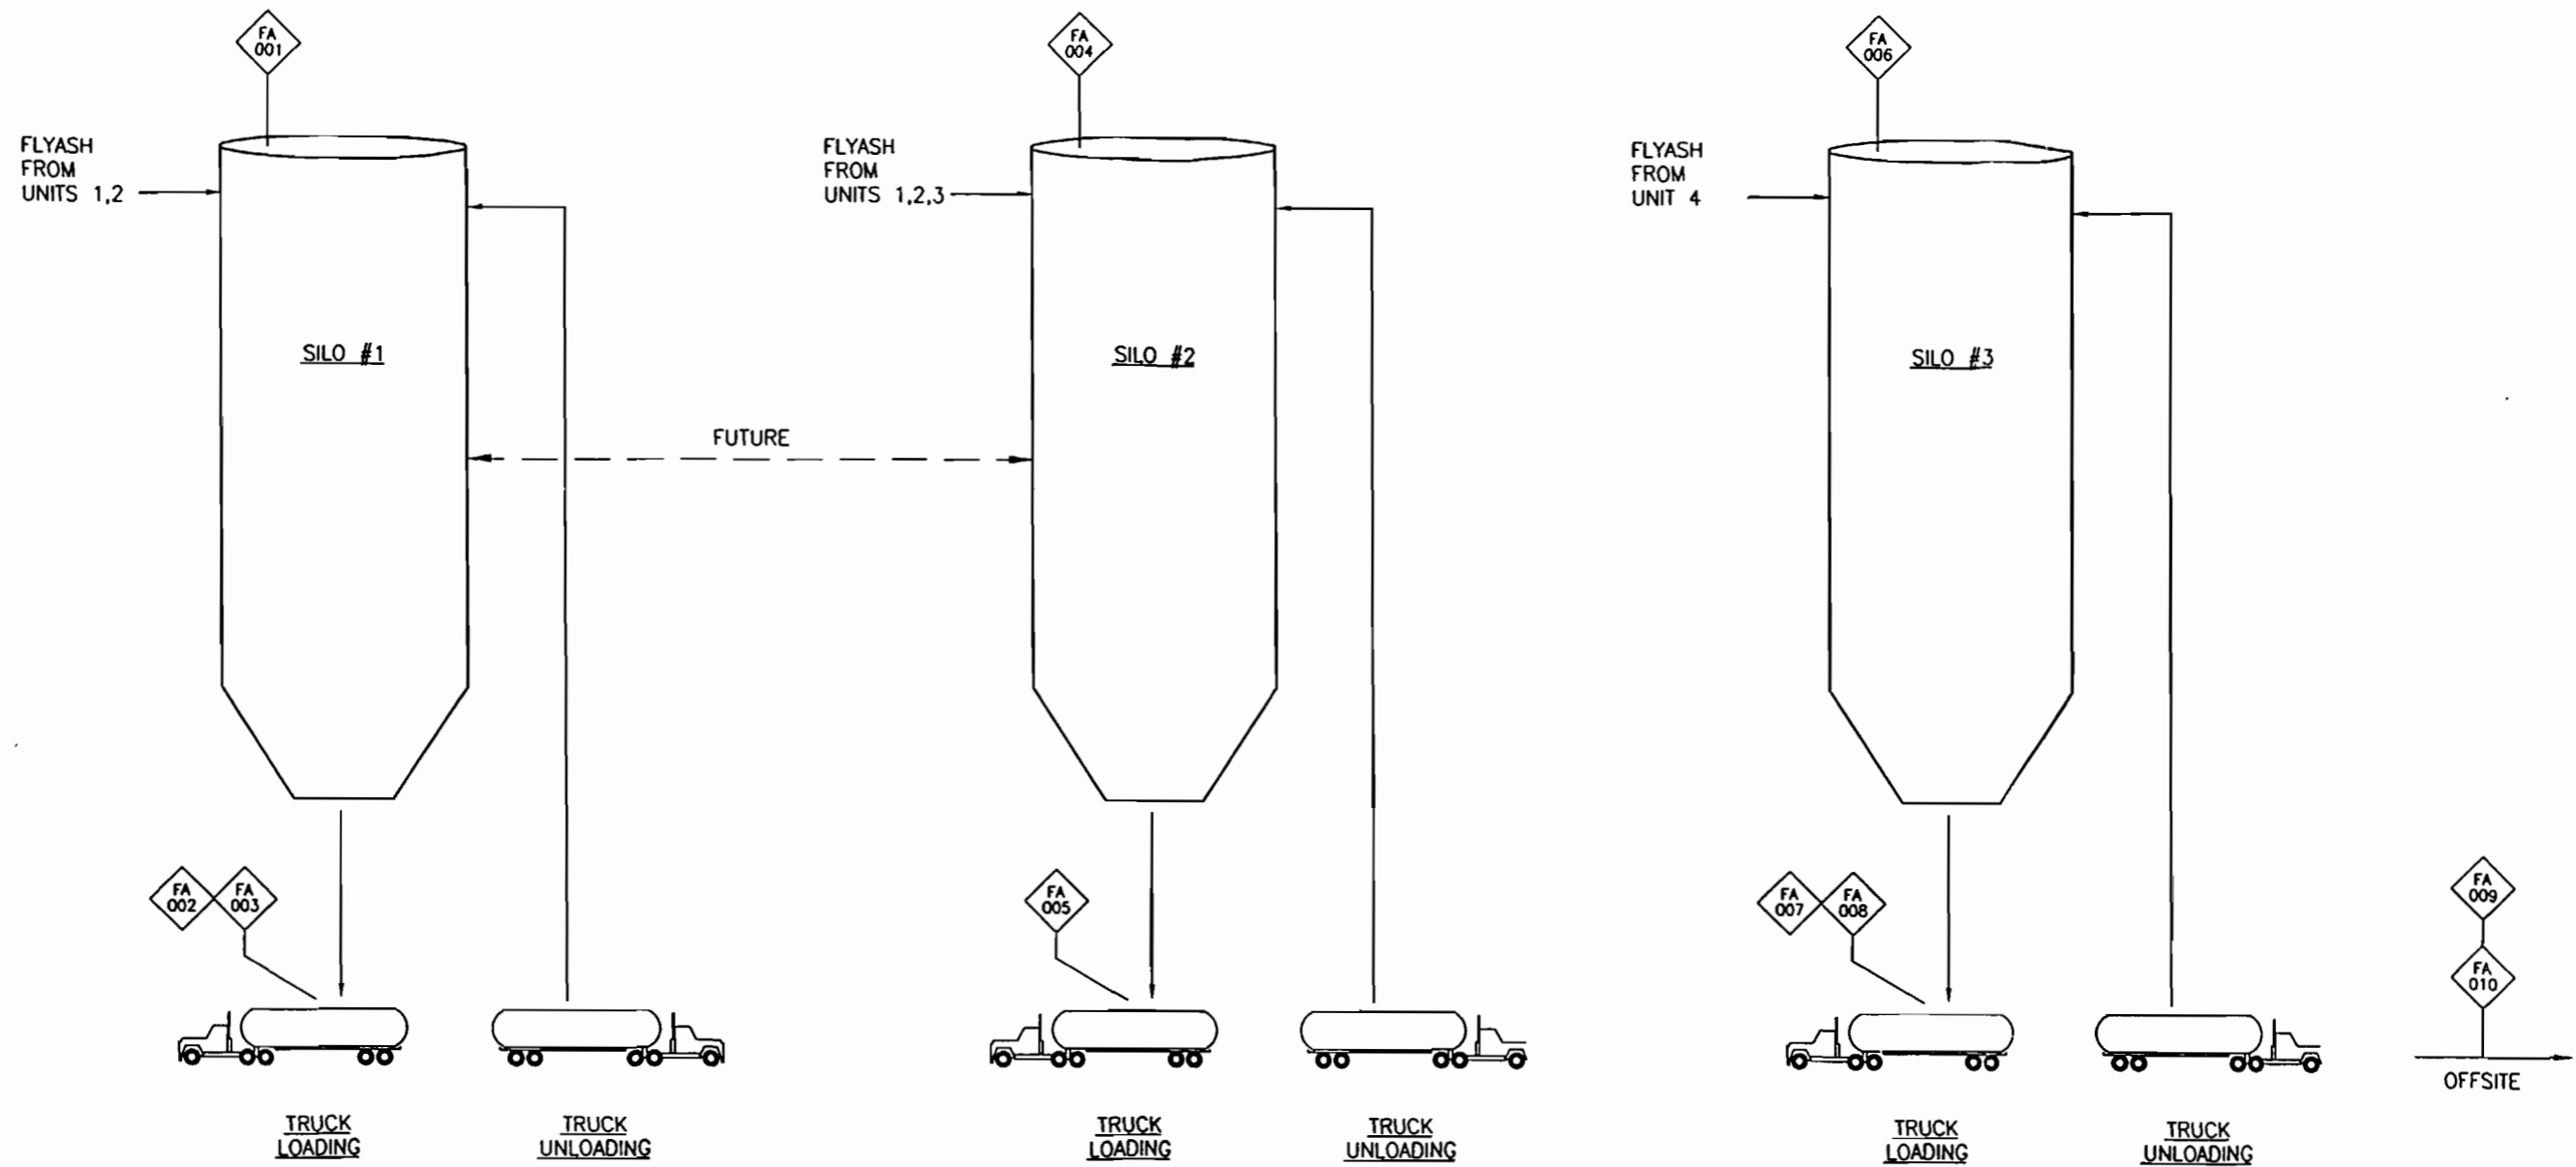 FA
001
FA
004
FA
006
FLYASH
FROM
UNITS 1,2
FLYASH
FROM
UNITS 1,2,3
FLYASH
FROM
UNIT 4
SILO #1
SILO #2
SILO #3
FUTURE
FA
002
FA
003
FA
005
FA
007
FA
008
FA
009
FA
010
OFFSITE
TRUCK
LOADING
TRUCK
UNLOADING
TRUCK
LOADING
TRUCK
UNLOADING
TRUCK
LOADING
TRUCK
UNLOADING